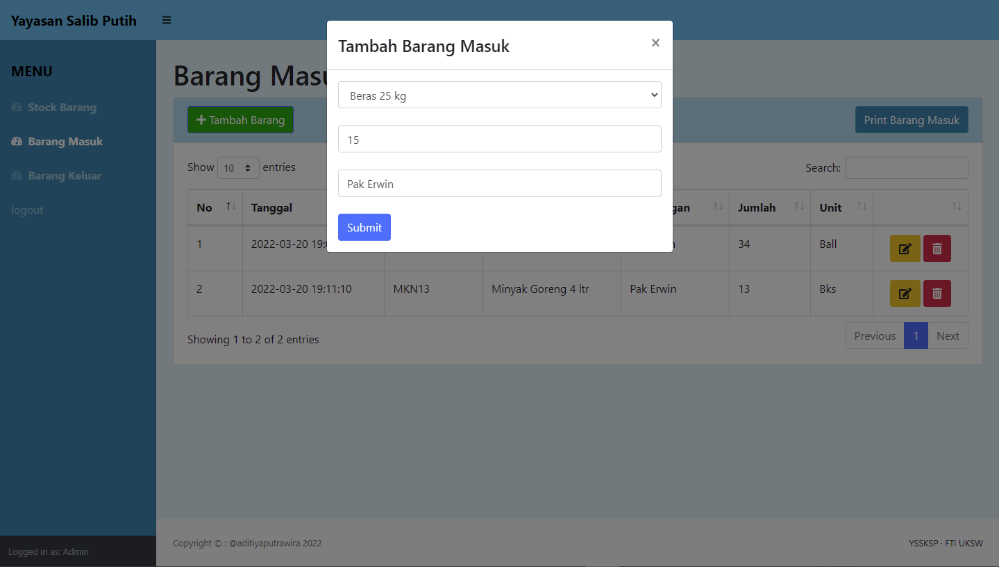 Yayasan Salib Putih
MENU
Stock Barang
Barang Masuk
Barang Keluar
logout
Logged in as: Admin
Tambah Barang Masuk ×
Beras 25 kg
15
Pak Erwin
Submit
Barang
Tambah Barang
Print Barang Masuk
Show 10 entries
Search:
No Tanggal Jumlah Unit
1 2022-03-20 34 Ball
2 2022-03-20 19:11:10 MKN13 Minyak Goreng 4 ltr Pak Erwin 13 Bks
Showing 1 to 2 of 2 entries
Previous 1 Next
Copyright © : @aditiyaputrawira 2022
YSSKSP · FTI UKSW